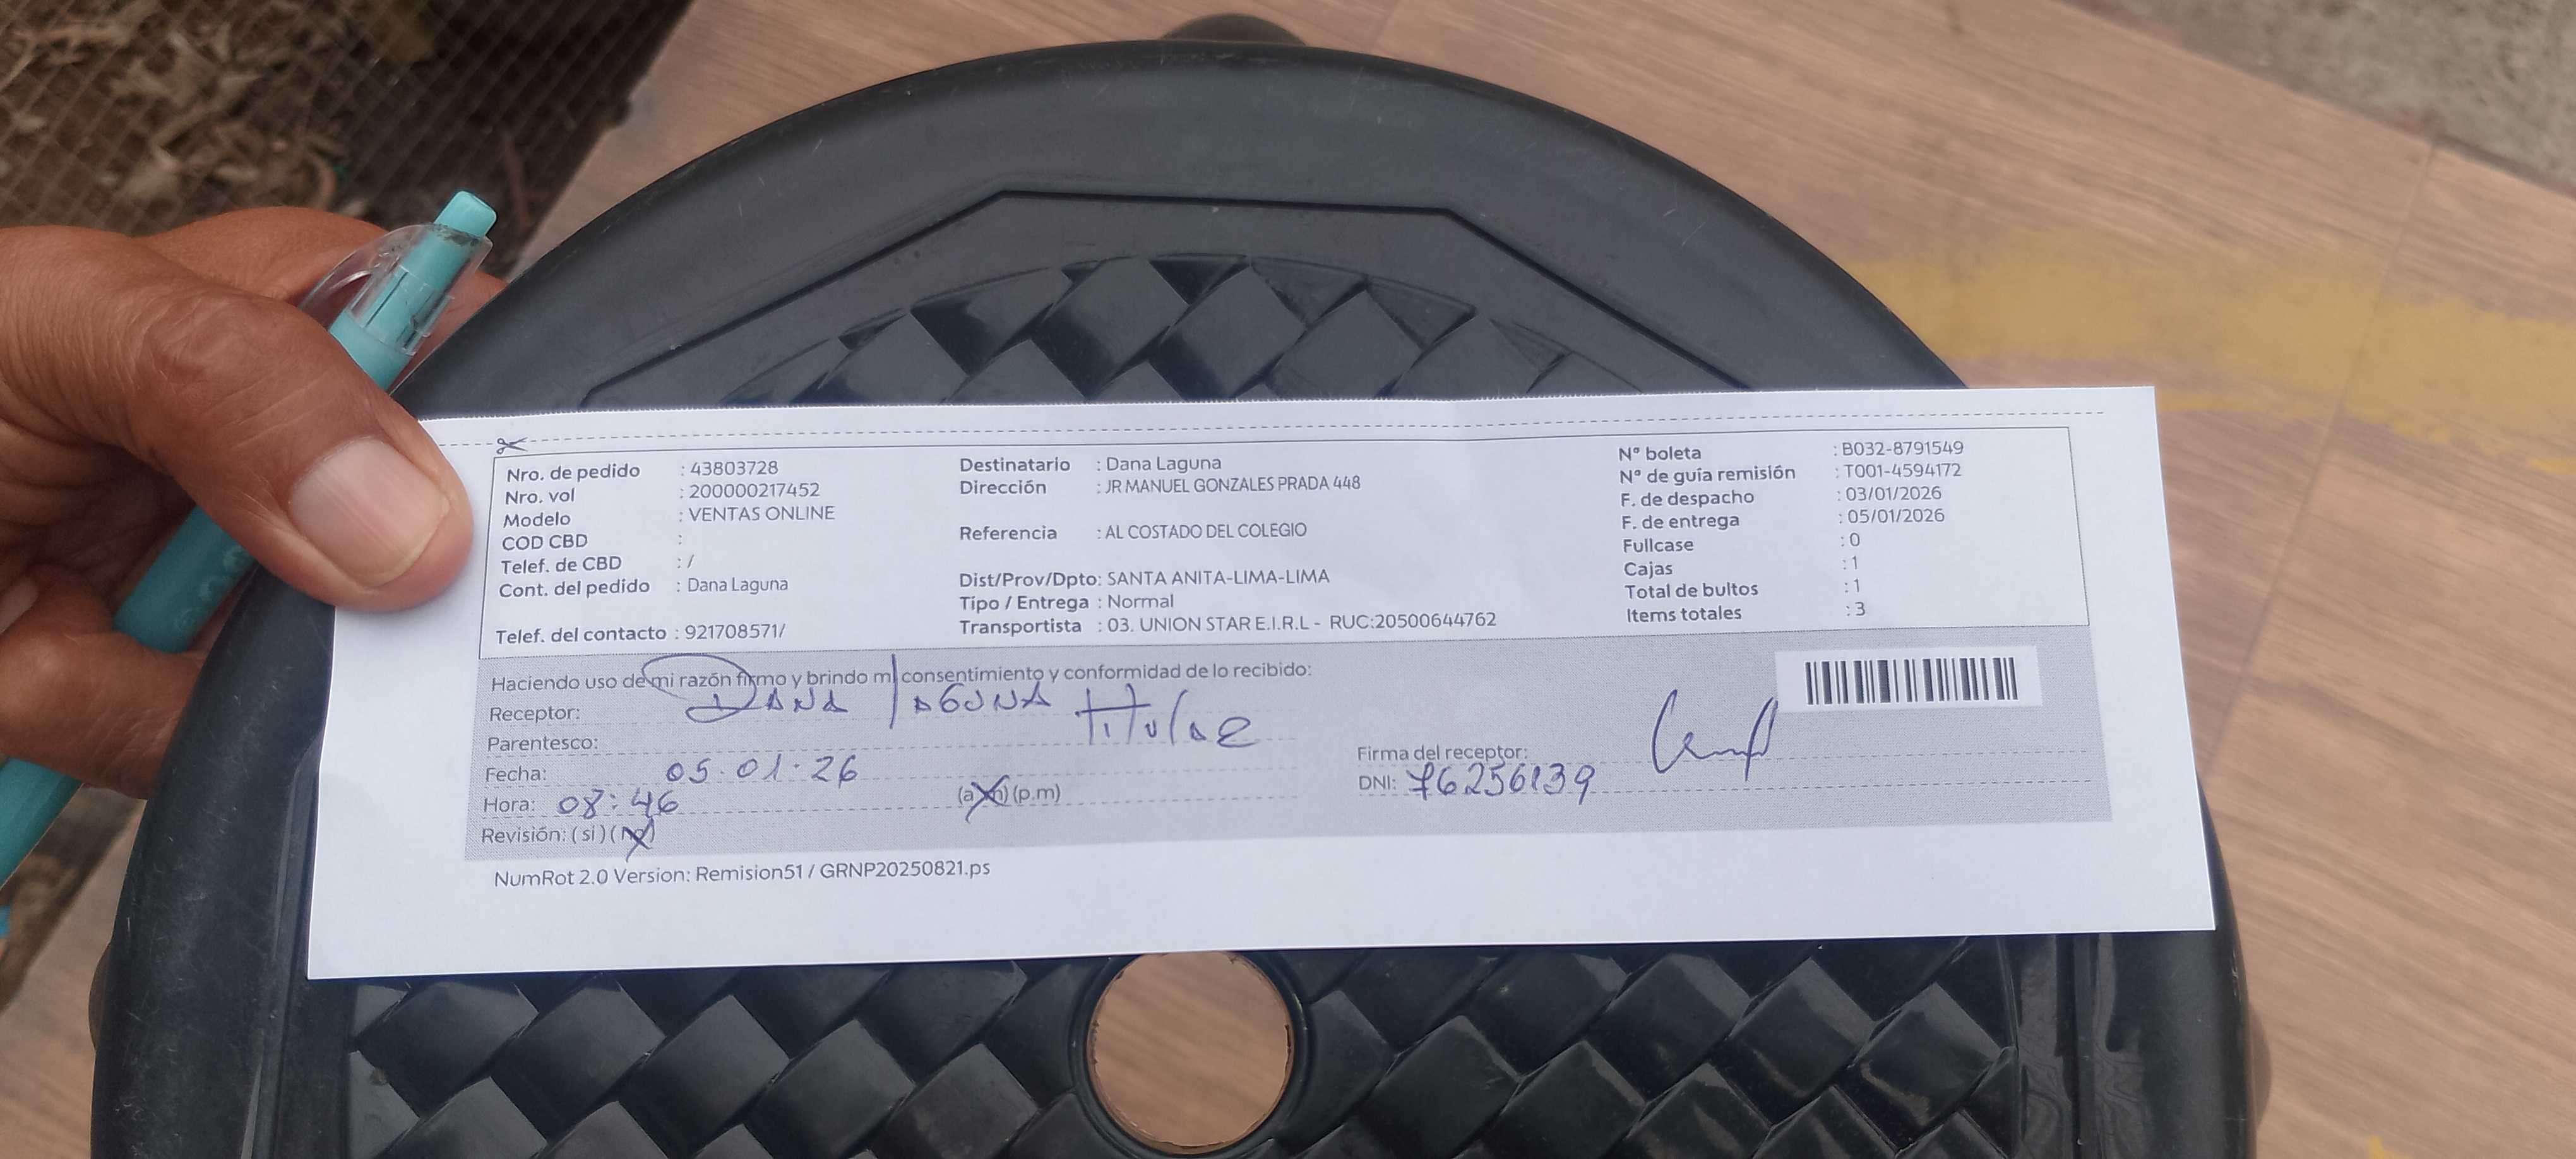 Nro. de pedido : 43803728
Nro. vol : 200000217452
Modelo : VENTAS ONLINE
COD CBD :
Telef. de CBD : /
Cont. del pedido : Dana Laguna
Telef. del contacto : 921708571/
Destinatario : Dana Laguna
Dirección : JR MANUEL GONZALES PRADA 448
Referencia : AL COSTADO DEL COLEGIO
Dist/Prov/Dpto: SANTA ANITA-LIMA-LIMA
Tipo / Entrega : Normal
Transportista : 03. UNION STAR E.I.R.L - RUC:20500644762
N° boleta : B032-8791549
N° de guía remisión : T001-4594172
F. de despacho : 03/01/2026
F. de entrega : 05/01/2026
Fullcase : 0
Cajas : 1
Total de bultos : 1
Items totales : 3
Haciendo uso de mi razón firmo y brindo mi consentimiento y conformidad de lo recibido:
Receptor: DANA LAGUNA
Parentesco: titular
Fecha: 05.01.26
Hora: 08:46 (a.m) (p.m)
Revisión: ( si ) ( no )
Firma del receptor:
DNI: 76256139
NumRot 2.0 Version: Remision51 / GRNP20250821.ps